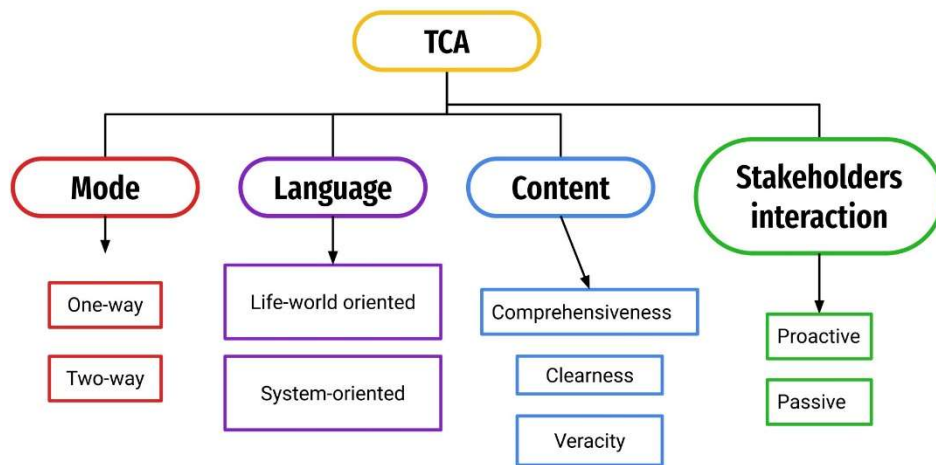 TCA
Mode
Language
Content
Stakeholders
interaction
One-way
Two-way
Life-world oriented
System-oriented
Comprehensiveness
Clearness
Veracity
Proactive
Passive